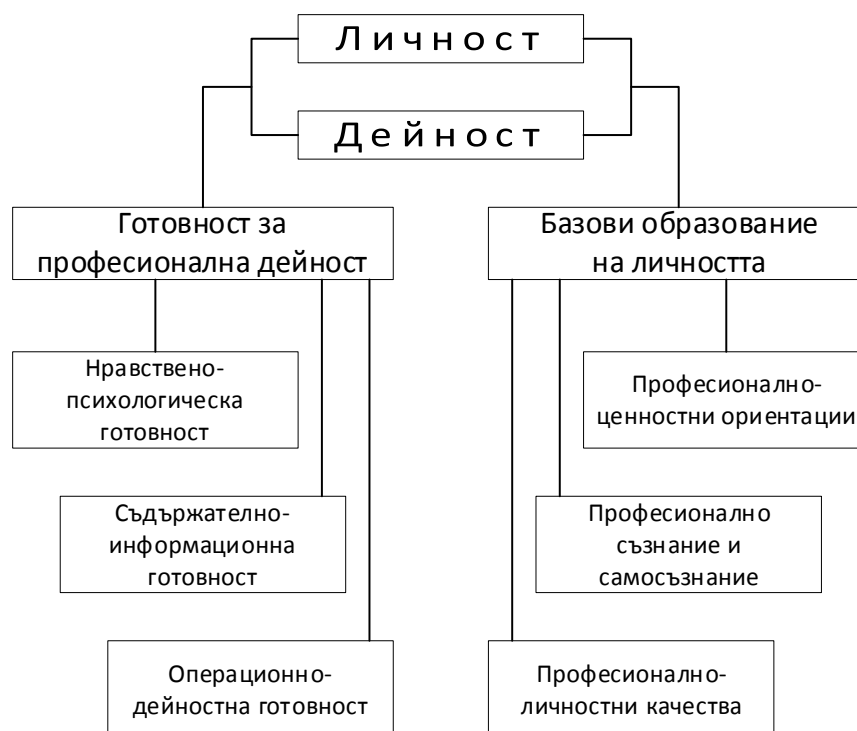 Личност
Дейност
Готовност за
професионална дейност
Нравствено-
психологическа
готовност
Съдържателно-
информационна
готовност
Операционно-
дейностна готовност
Базови образование
на личността
Професионално-
ценностни ориентации
Професионално
съзнание и
самосъзнание
Професионално-
личностни качества